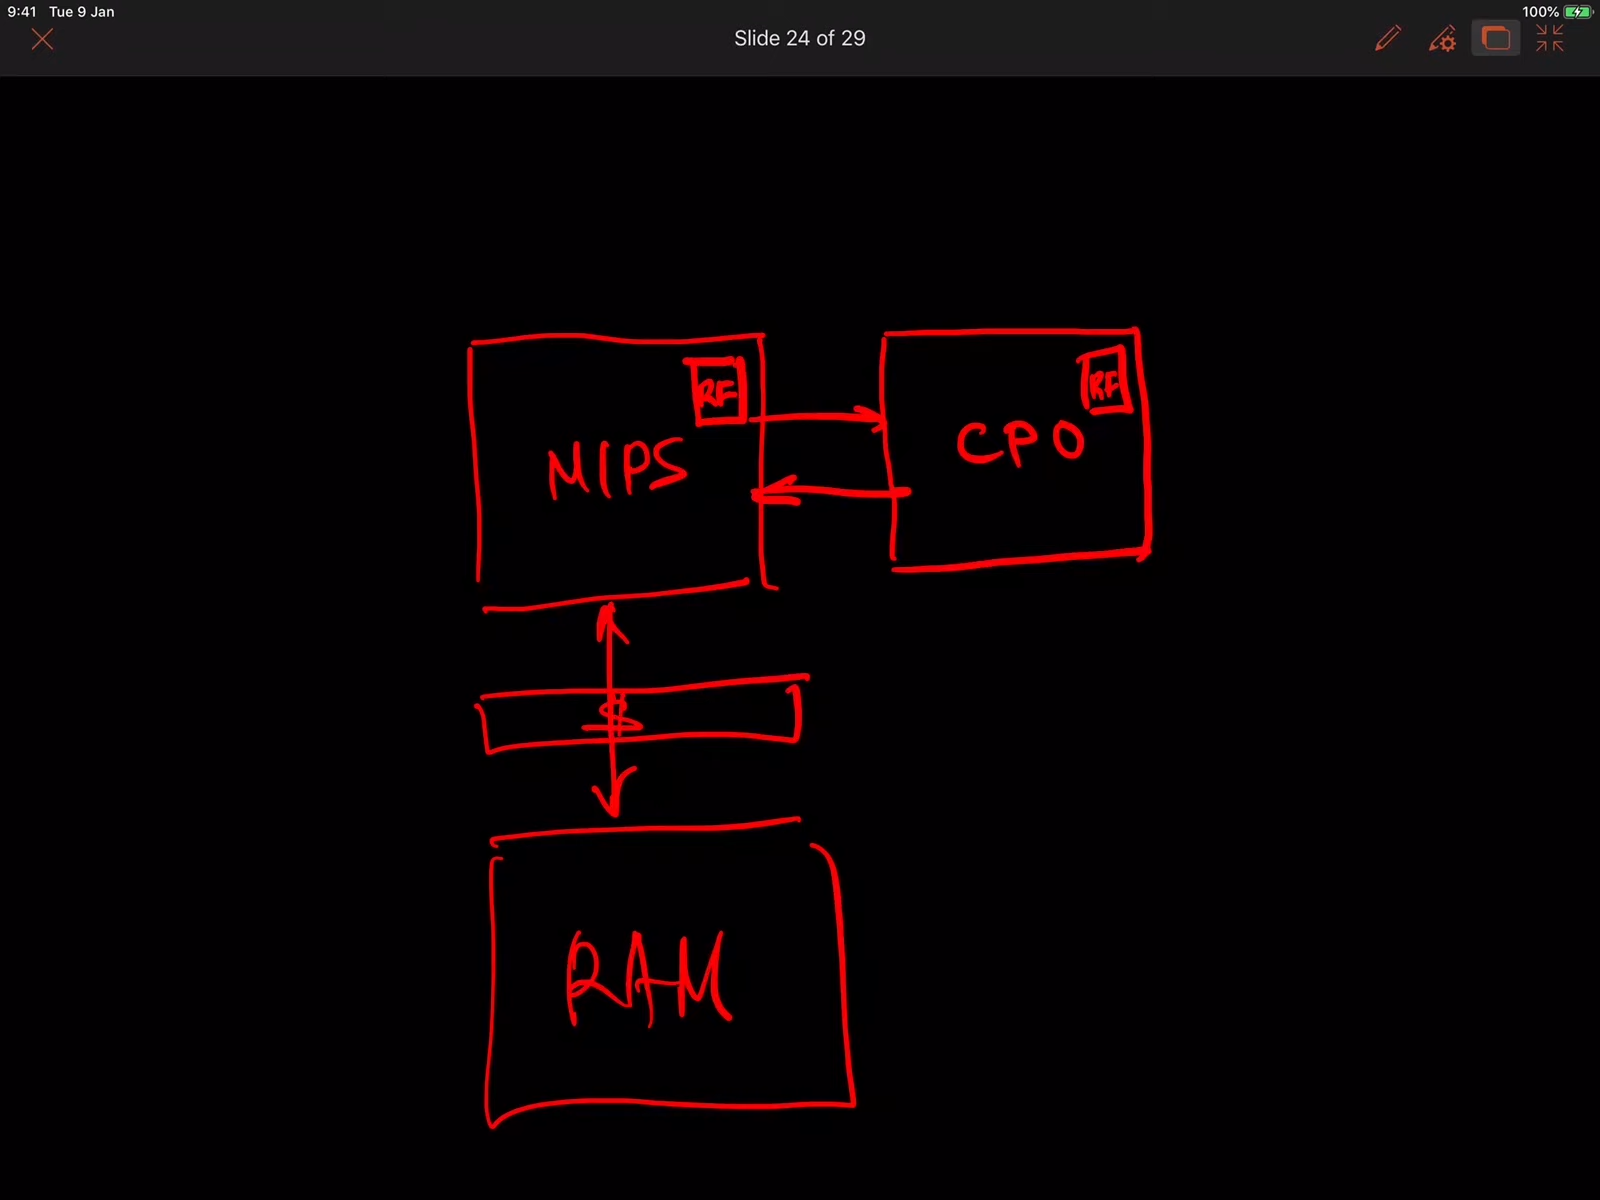 9:41 Tue 9 Jan
100%
Slide 24 of 29
RF
RF
MIPS
CP0
$
RAM